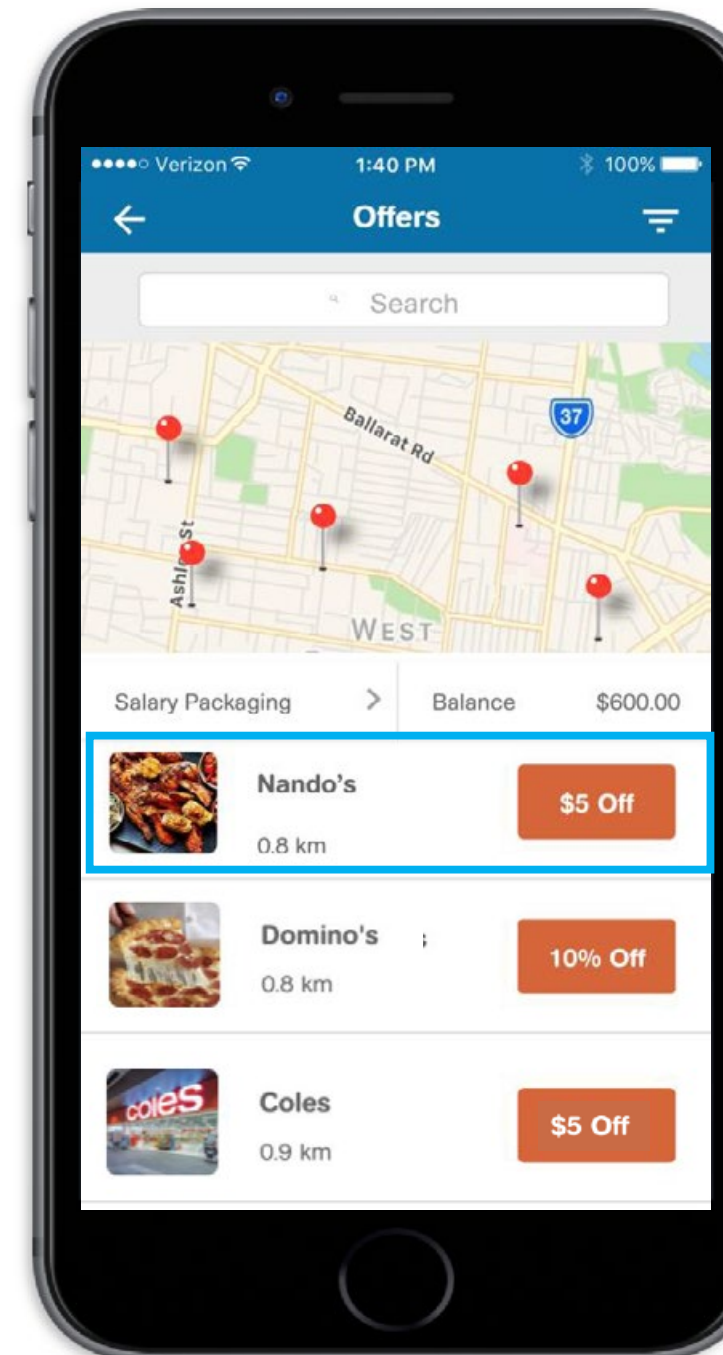 Verizon 1:40 PM 100%
Offers
Search
Ballarat Rd
37
Ashley St
WEST
Salary Packaging > Balance $600.00
Nando's
$5 Off
0.8 km
Domino's
10% Off
0.8 km
coles
Coles
$5 Off
0.9 km